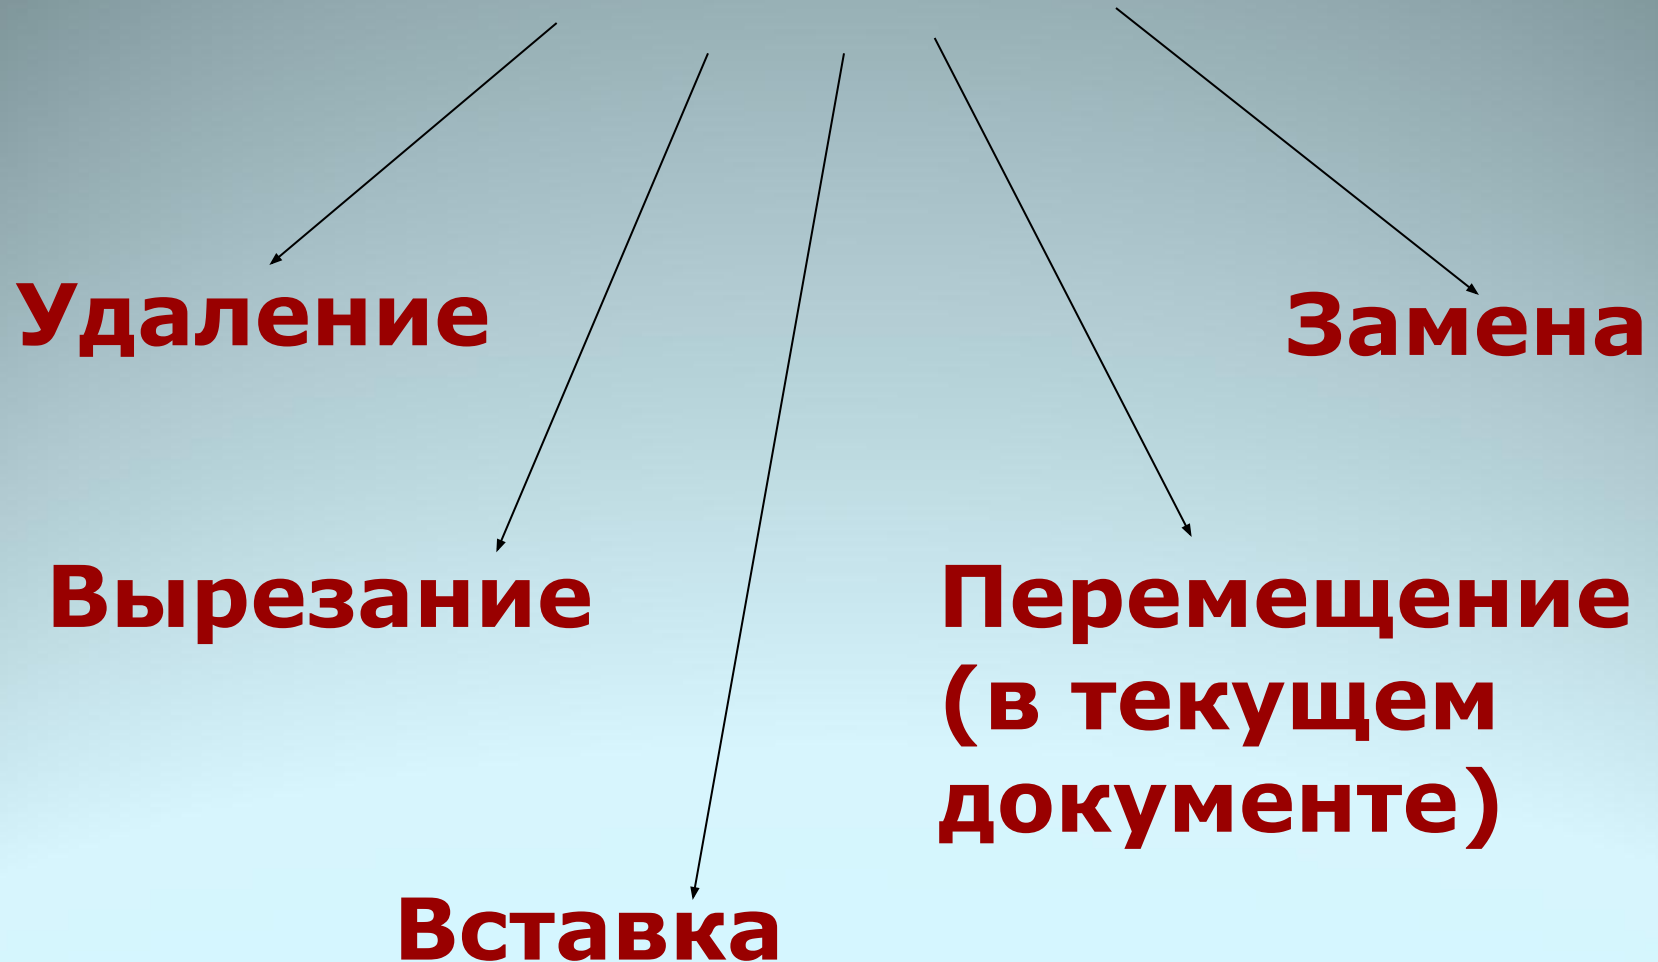 Удаление
Замена
Вырезание
Перемещение
(в текущем
документе)
Вставка